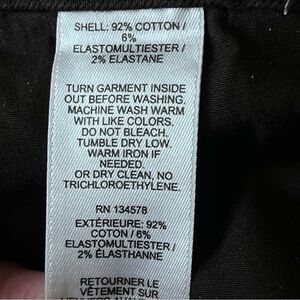 SHELL: 92% COTTON /
6%
ELASTOMULTIESTER /
2% ELASTANE
TURN GARMENT INSIDE
OUT BEFORE WASHING.
MACHINE WASH WARM
WITH LIKE COLORS.
DO NOT BLEACH.
TUMBLE DRY LOW.
WARM IRON IF
NEEDED.
OR DRY CLEAN, NO
TRICHLOROETHYLENE.
RN 134578
EXTÉRIEURE: 92%
COTON / 6%
ELASTOMULTIESTER /
2% ÉLASTHANNE
RETOURNER LE
VÊTEMENT SUR